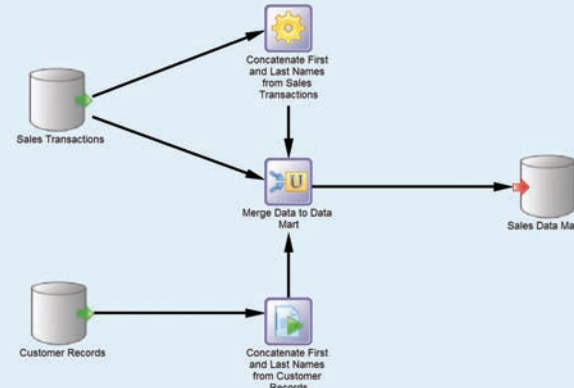 Concatenate First
and Last Names
from Sales
Transactions
Sales Transactions
Merge Data to Data
Mart
Sales Data
Customer Records
Concatenate First
and Last Names
from Customer
Records